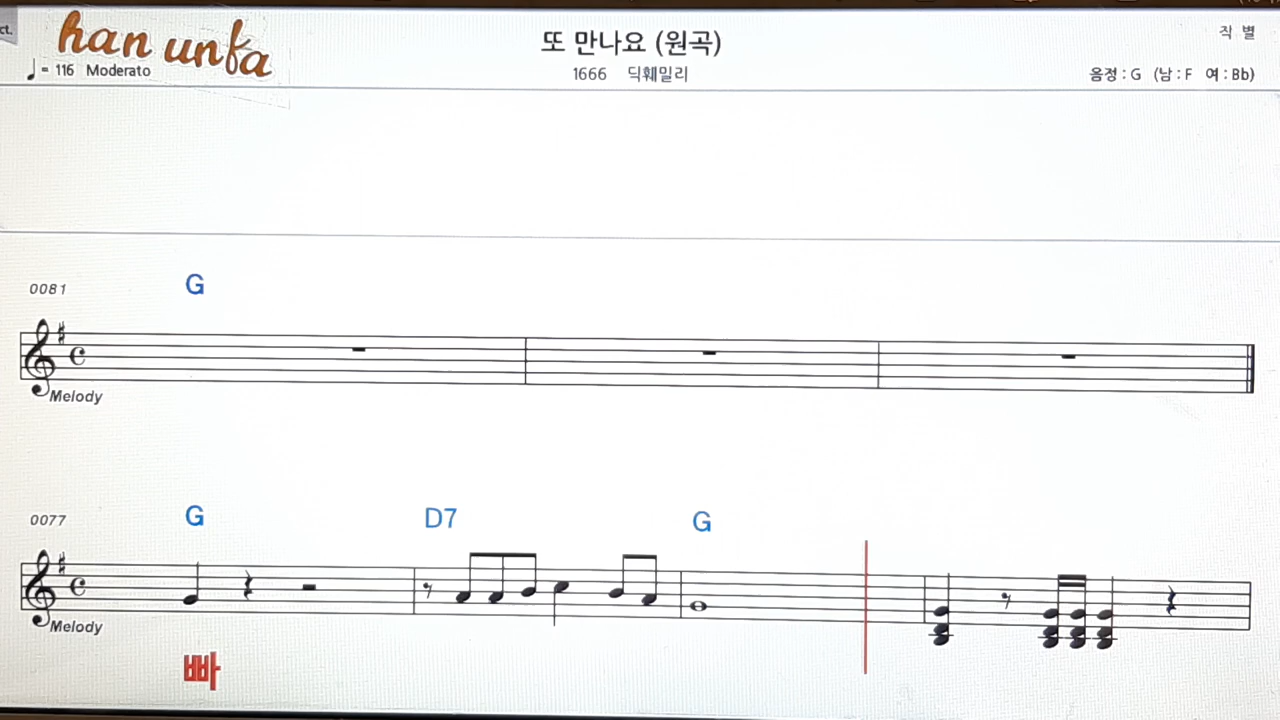 ct.
han unfa
♩= 116 Moderato
또 만나요 (원곡)
1666 딕훼밀리
작 별
음정 : G (남 : F 여 : Bb)
0081
G
Melody
0077
G D7 G
Melody
빠